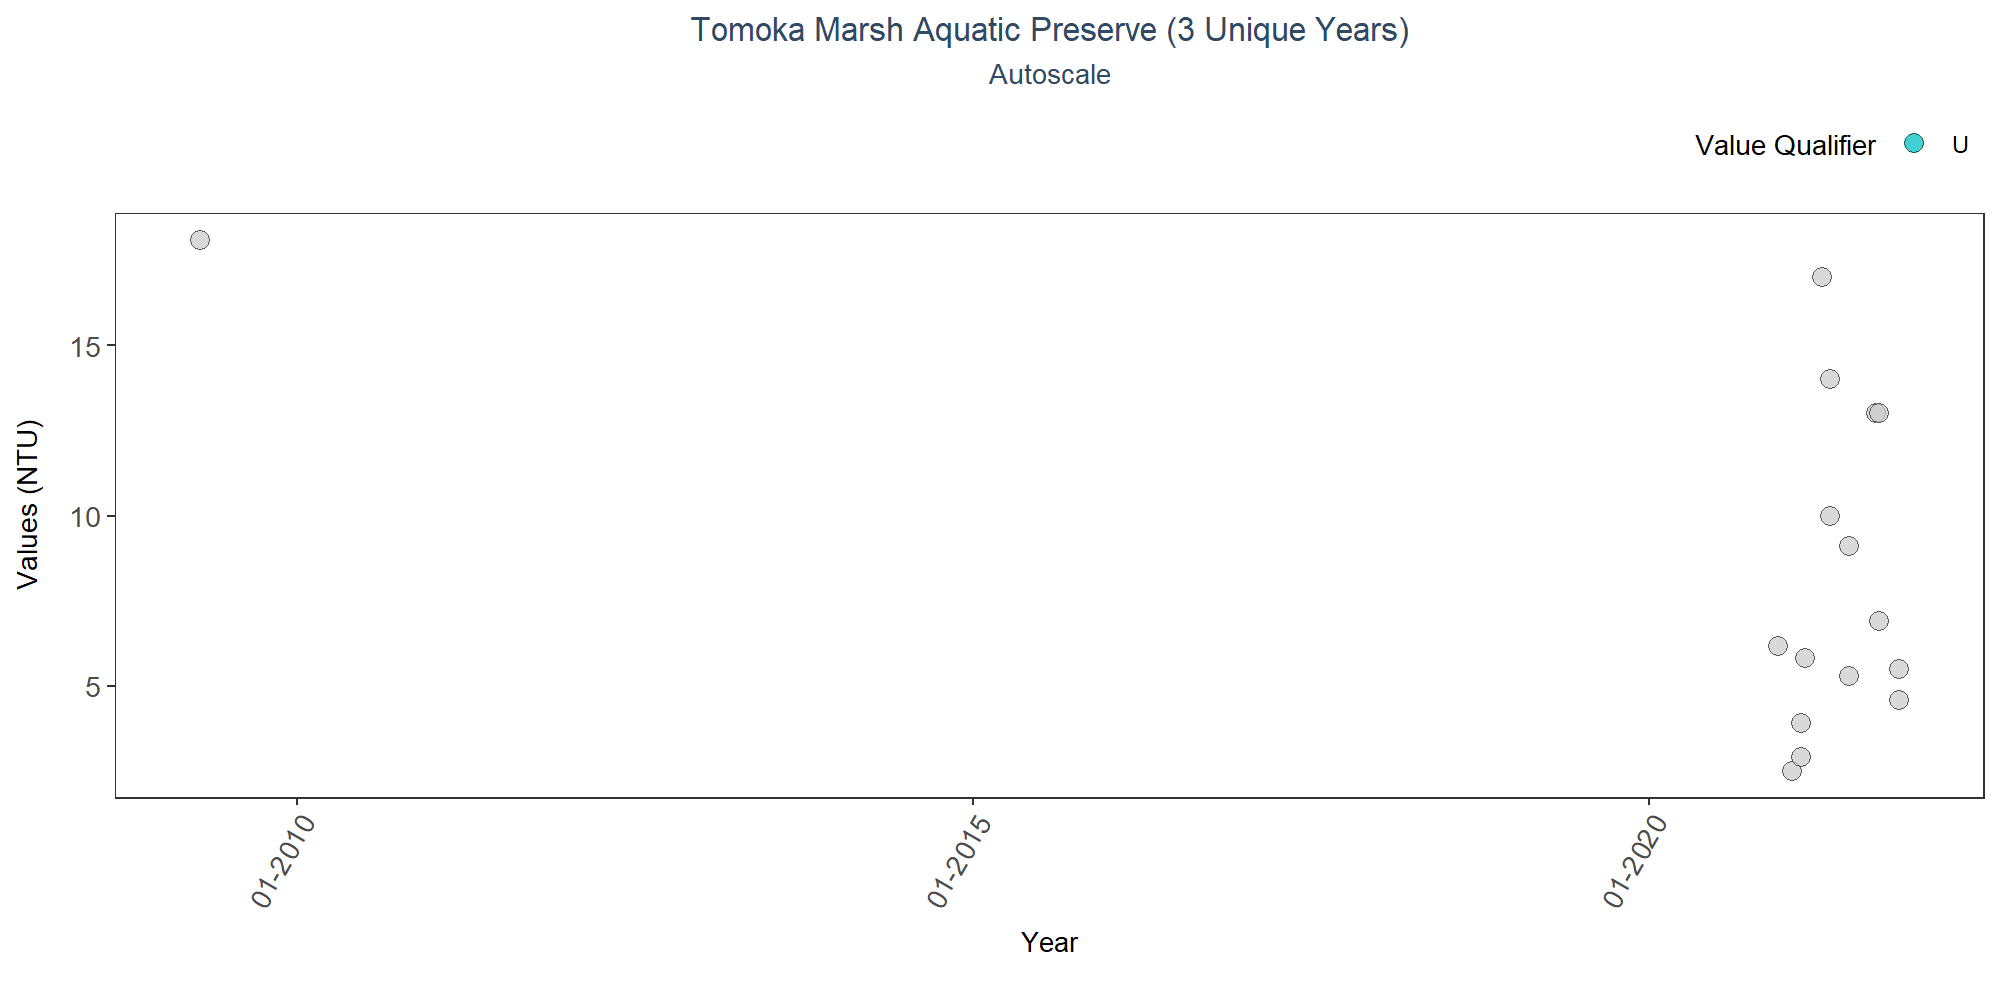 Tomoka Marsh Aquatic Preserve (3 Unique Years)
Autoscale
Value Qualifier U
Values (NTU)
15
10
5
01-2010
01-2015
01-2020
Year